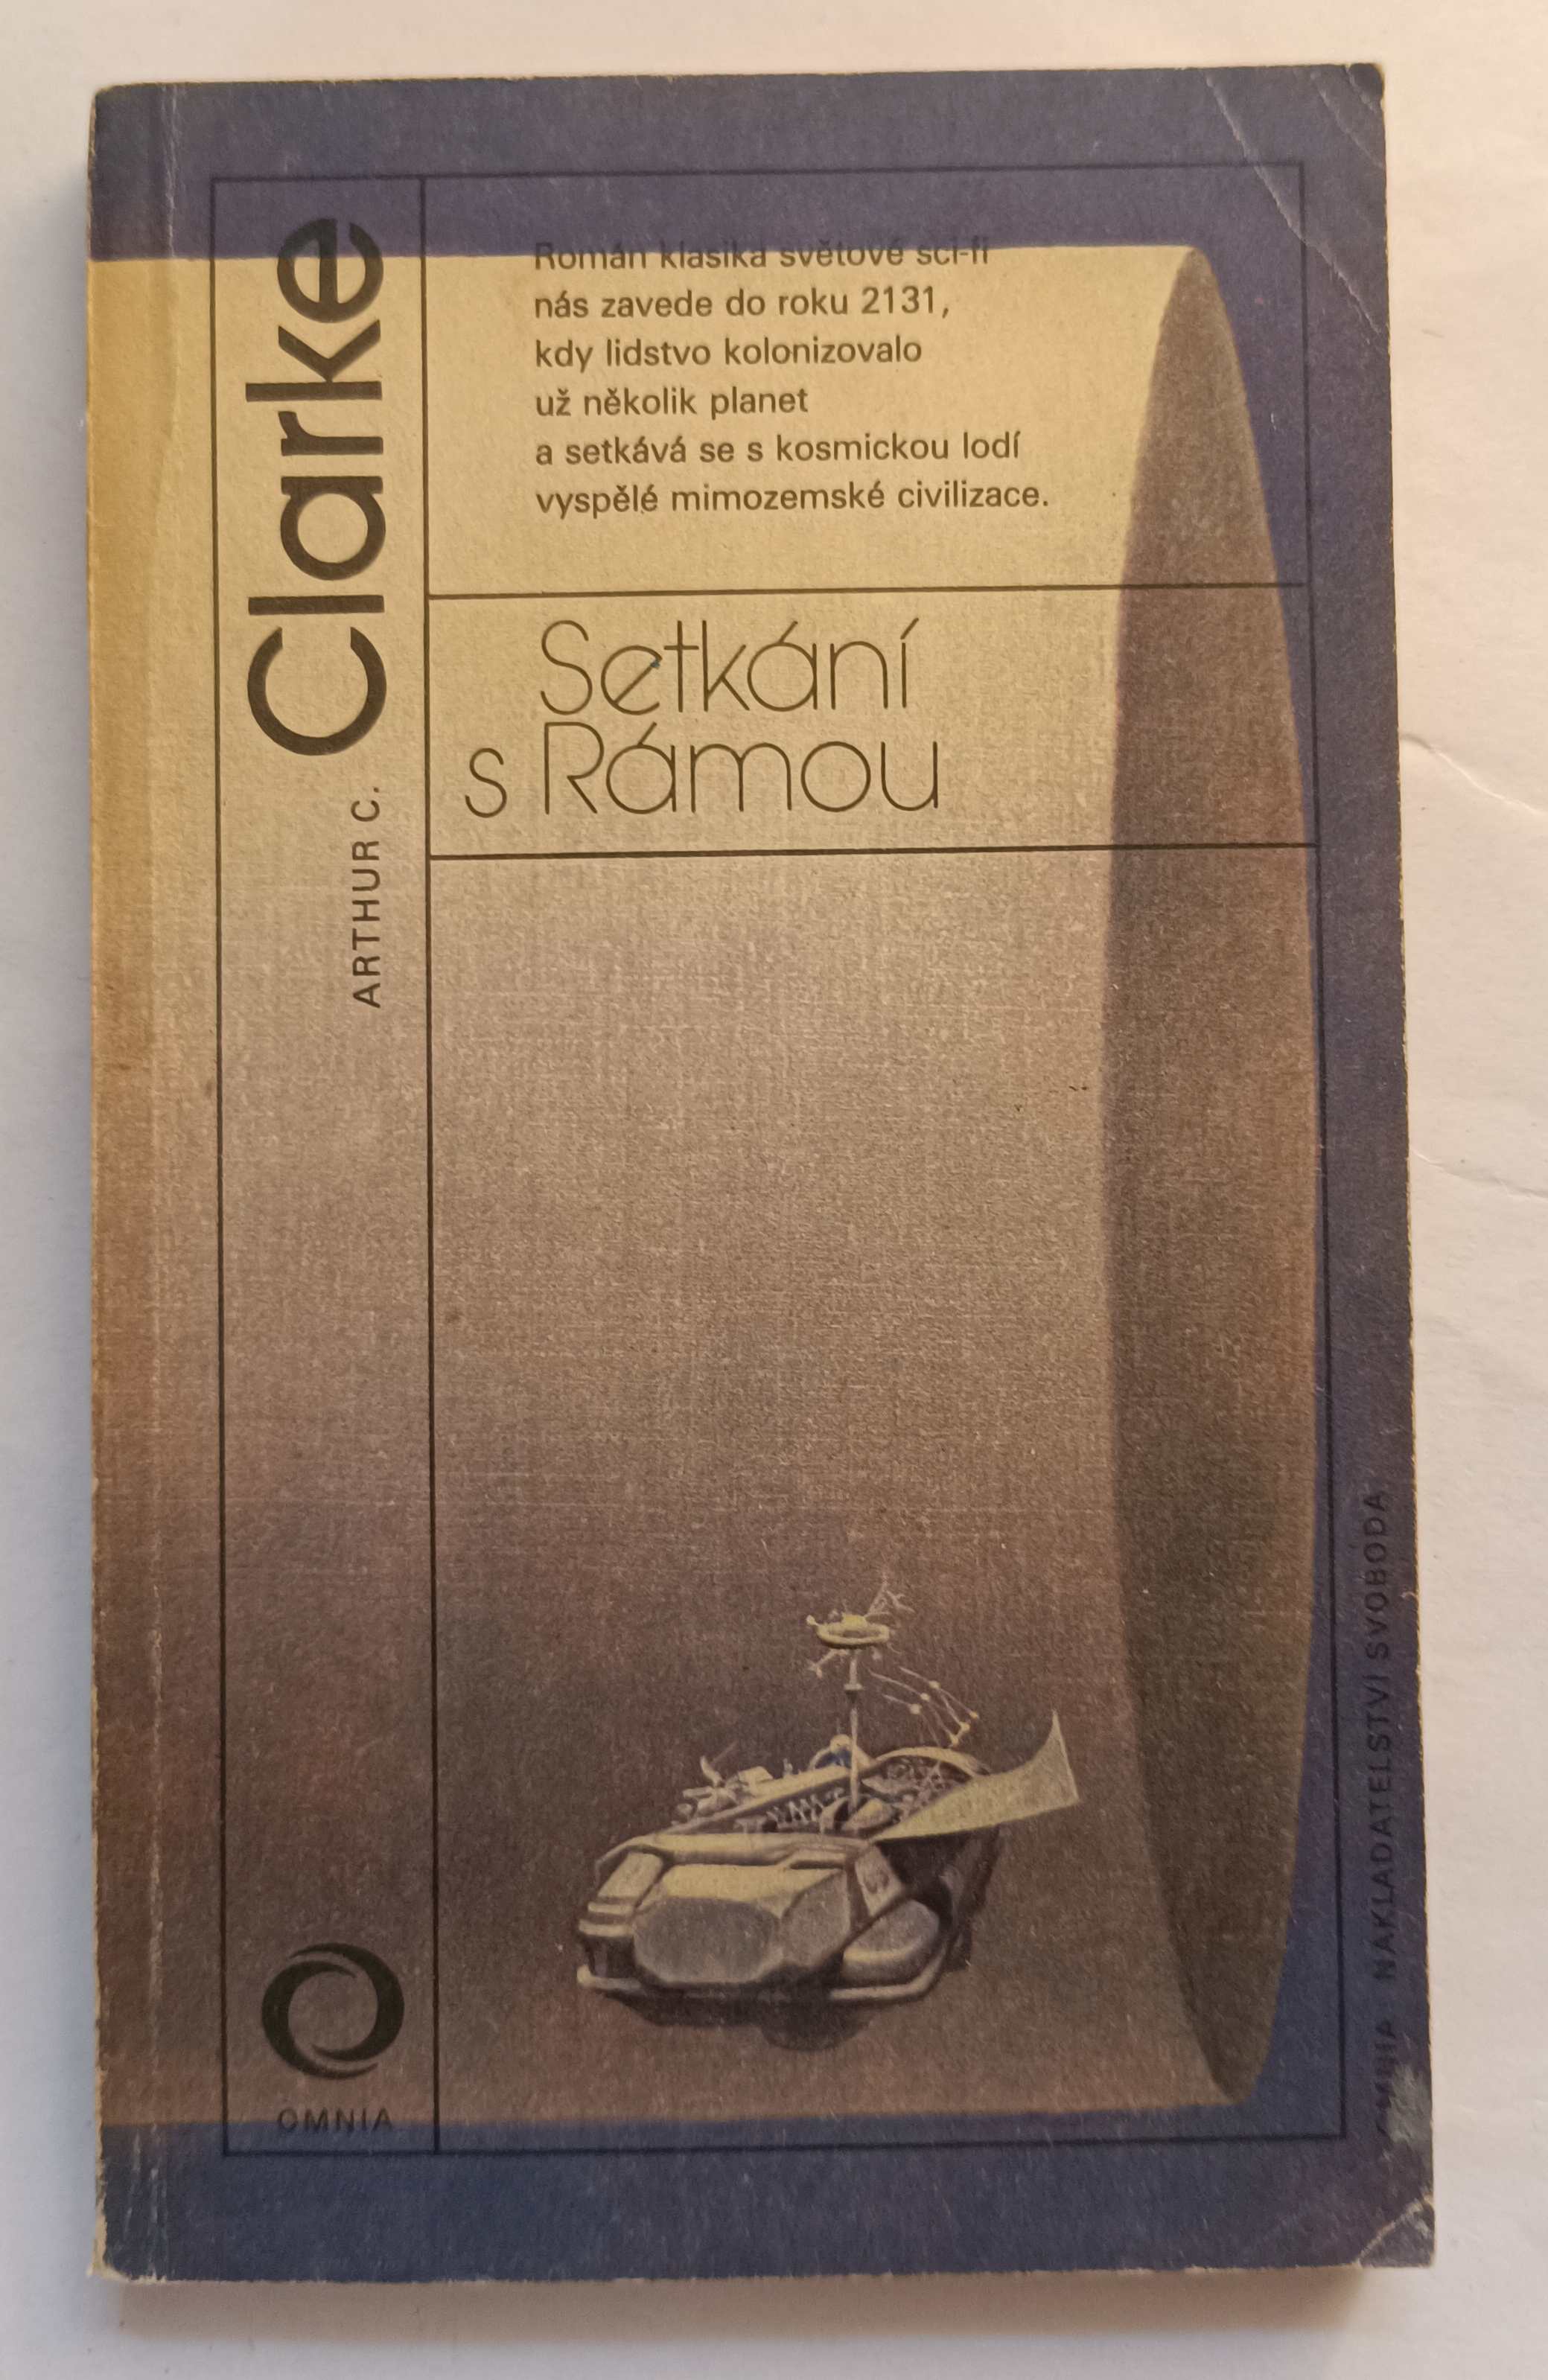 ARTHUR C. Clarke
Román klasika světové sci-fi
nás zavede do roku 2131,
kdy lidstvo kolonizovalo
už několik planet
a setkává se s kosmickou lodí
vyspělé mimozemské civilizace.
Setkání
s Rámou
OMNIA
OMNIA NAKLADATELSTVÍ SVOBODA